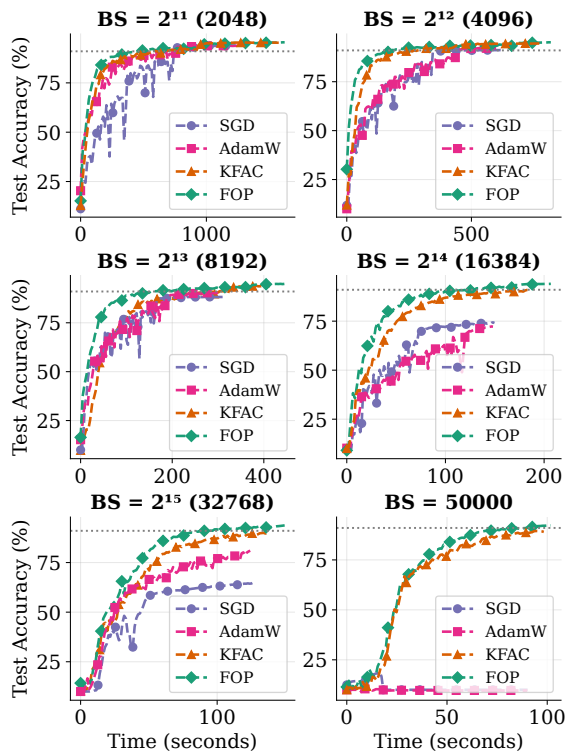 BS = 2¹¹ (2048)
Test Accuracy (%)
75
50
25
0
1000
SGD
AdamW
KFAC
FOP
BS = 2¹² (4096)
75
50
25
0
500
SGD
AdamW
KFAC
FOP
BS = 2¹³ (8192)
Test Accuracy (%)
75
50
25
0
200
400
SGD
AdamW
KFAC
FOP
BS = 2¹⁴ (16384)
75
50
25
0
100
200
SGD
AdamW
KFAC
FOP
BS = 2¹⁵ (32768)
Test Accuracy (%)
75
50
25
0
100
Time (seconds)
SGD
AdamW
KFAC
FOP
BS = 50000
75
50
25
0
50
100
Time (seconds)
SGD
AdamW
KFAC
FOP